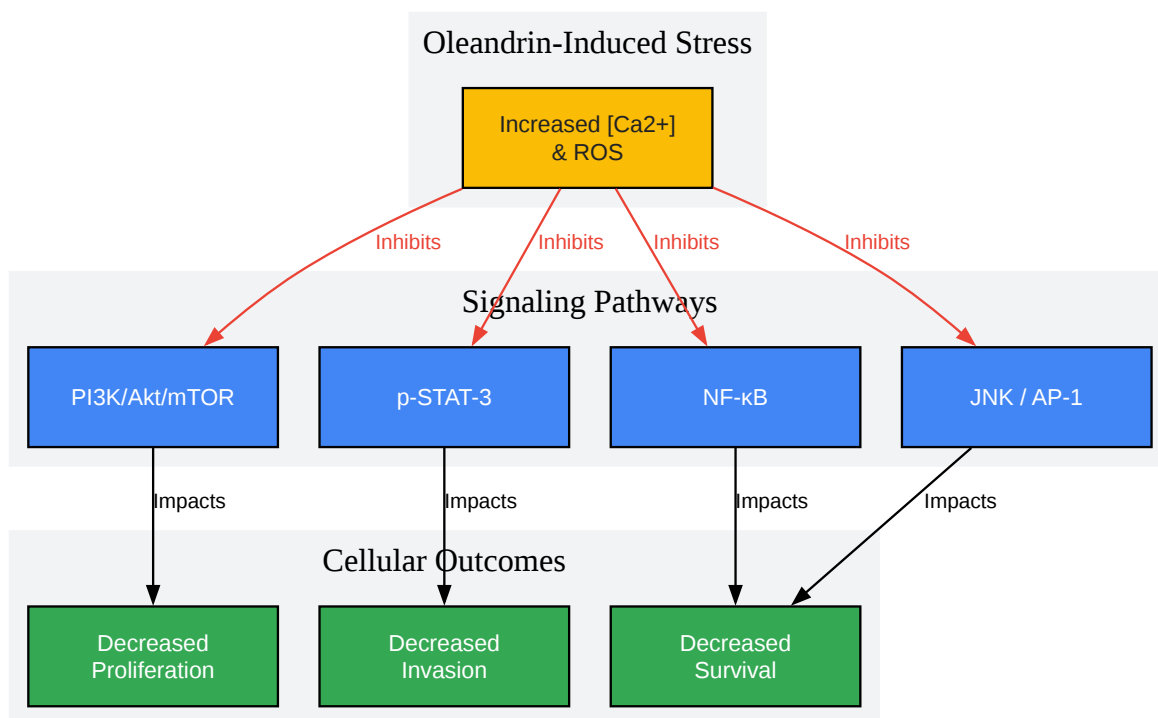 Oleandrin-Induced Stress
Increased [Ca2+]
& ROS
Inhibits
Inhibits
Inhibits
Inhibits
Signaling Pathways
PI3K/Akt/mTOR
p-STAT-3
NF-κB
JNK / AP-1
Impacts
Impacts
Impacts
Impacts
Cellular Outcomes
Decreased
Proliferation
Decreased
Invasion
Decreased
Survival